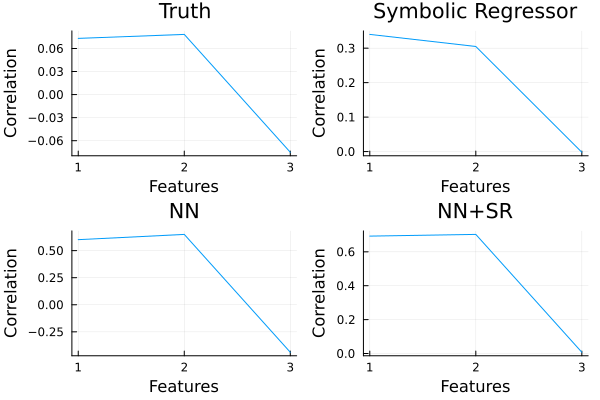 Truth
Correlation
0.06
0.03
0.00
−0.03
−0.06
1
2
3
Features
Symbolic Regressor
Correlation
0.3
0.2
0.1
0.0
1
2
3
Features
NN
Correlation
0.50
0.25
0.00
−0.25
1
2
3
Features
NN+SR
Correlation
0.6
0.4
0.2
0.0
1
2
3
Features